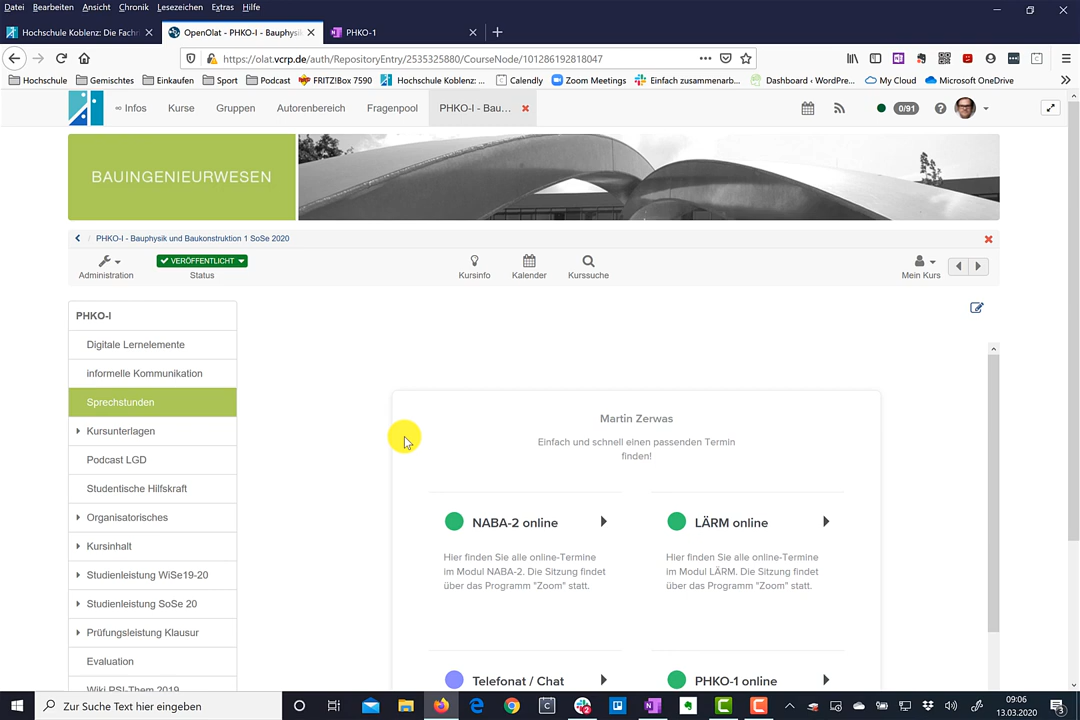 Datei Bearbeiten Ansicht Chronik Lesezeichen Extras Hilfe
Hochschule Koblenz: Die Fachr
OpenOlat - PHKO-I - Bauphysik
PHKO-1
https://olat.vcrp.de/auth/RepositoryEntry/2535325880/CourseNode/101286192818047
Hochschule Gemischtes Einkaufen Sport Podcast FRITZ!Box 7590 Hochschule Koblenz: ... Calendly Zoom Meetings Einfach zusammenarb... Dashboard ‹ WordPre... My Cloud Microsoft OneDrive
Infos Kurse Gruppen Autorenbereich Fragenpool PHKO-I - Bau... 0/91
BAUINGENIEURWESEN
PHKO-I - Bauphysik und Baukonstruktion 1 SoSe 2020
VERÖFFENTLICHT
Administration Status Kursinfo Kalender Kurssuche Mein Kurs
PHKO-I
Digitale Lernelemente
informelle Kommunikation
Sprechstunden
Kursunterlagen
Podcast LGD
Studentische Hilfskraft
Organisatorisches
Kursinhalt
Studienleistung WiSe19-20
Studienleistung SoSe 20
Prüfungsleistung Klausur
Evaluation
Wiki PSI-Them 2019
Martin Zerwas
Einfach und schnell einen passenden Termin
finden!
NABA-2 online
Hier finden Sie alle online-Termine
im Modul NABA-2. Die Sitzung findet
über das Programm "Zoom" statt.
LÄRM online
Hier finden Sie alle online-Termine
im Modul LÄRM. Die Sitzung findet
über das Programm "Zoom" statt.
Telefonat / Chat
PHKO-1 online
Zur Suche Text hier eingeben
09:06
13.03.2020
3